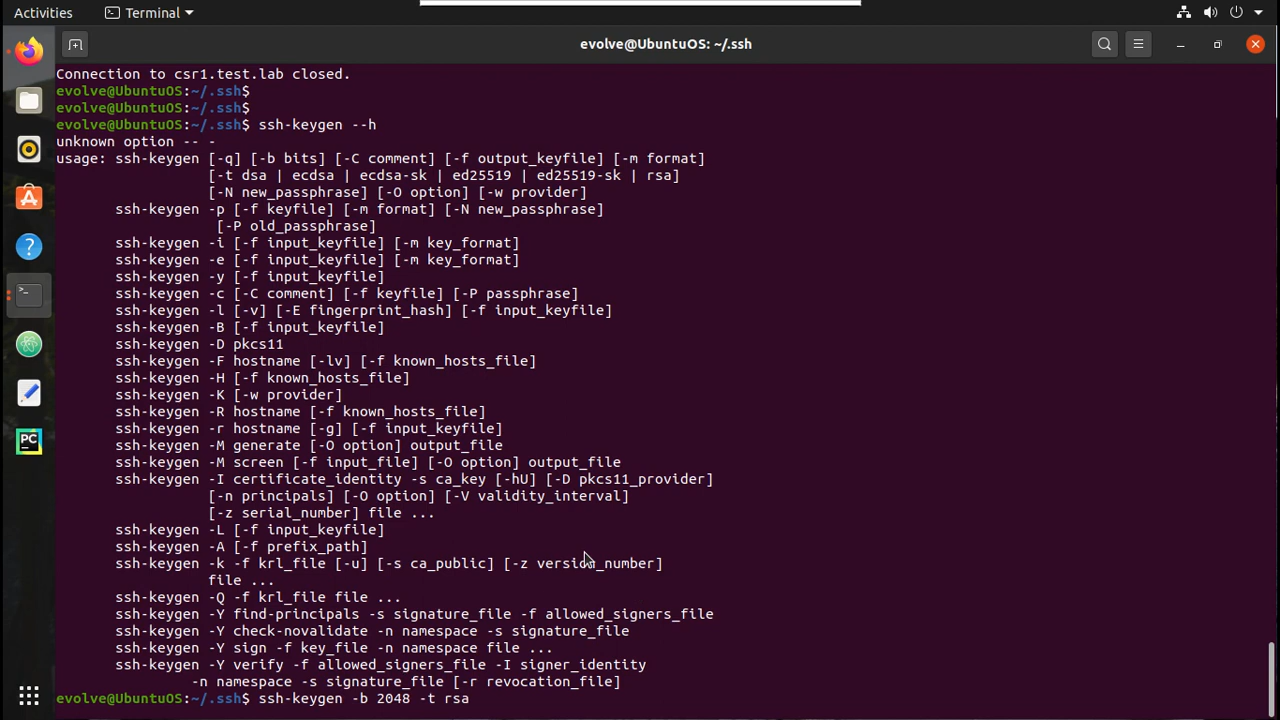 Activities
Terminal
evolve@UbuntuOS: ~/.ssh
Connection to csr1.test.lab closed.
evolve@UbuntuOS:~/.ssh$
evolve@UbuntuOS:~/.ssh$
evolve@UbuntuOS:~/.ssh$ ssh-keygen --h
unknown option -- -
usage: ssh-keygen [-q] [-b bits] [-C comment] [-f output_keyfile] [-m format]
[-t dsa | ecdsa | ecdsa-sk | ed25519 | ed25519-sk | rsa]
[-N new_passphrase] [-O option] [-w provider]
ssh-keygen -p [-f keyfile] [-m format] [-N new_passphrase]
[-P old_passphrase]
ssh-keygen -i [-f input_keyfile] [-m key_format]
ssh-keygen -e [-f input_keyfile] [-m key_format]
ssh-keygen -y [-f input_keyfile]
ssh-keygen -c [-C comment] [-f keyfile] [-P passphrase]
ssh-keygen -l [-v] [-E fingerprint_hash] [-f input_keyfile]
ssh-keygen -B [-f input_keyfile]
ssh-keygen -D pkcs11
ssh-keygen -F hostname [-lv] [-f known_hosts_file]
ssh-keygen -H [-f known_hosts_file]
ssh-keygen -K [-w provider]
ssh-keygen -R hostname [-f known_hosts_file]
ssh-keygen -r hostname [-g] [-f input_keyfile]
ssh-keygen -M generate [-O option] output_file
ssh-keygen -M screen [-f input_file] [-O option] output_file
ssh-keygen -I certificate_identity -s ca_key [-hU] [-D pkcs11_provider]
[-n principals] [-O option] [-V validity_interval]
[-z serial_number] file ...
ssh-keygen -L [-f input_keyfile]
ssh-keygen -A [-f prefix_path]
ssh-keygen -k -f krl_file [-u] [-s ca_public] [-z version_number]
file ...
ssh-keygen -Q -f krl_file file ...
ssh-keygen -Y find-principals -s signature_file -f allowed_signers_file
ssh-keygen -Y check-novalidate -n namespace -s signature_file
ssh-keygen -Y sign -f key_file -n namespace file ...
ssh-keygen -Y verify -f allowed_signers_file -I signer_identity
-n namespace -s signature_file [-r revocation_file]
evolve@UbuntuOS:~/.ssh$ ssh-keygen -b 2048 -t rsa
PC